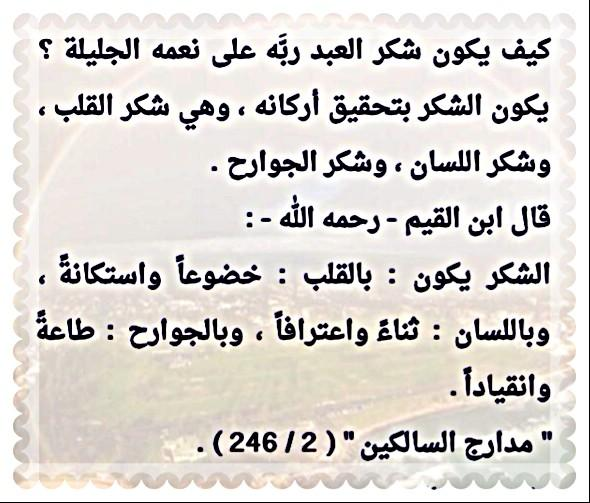 كيف يكون شكر العبد ربَّه على نعمه الجليلة ؟
يكون الشكر بتحقيق أركانه ، وهي شكر القلب ،
وشكر اللسان ، وشكر الجوارح .
قال ابن القيم - رحمه الله - :
الشكر يكون : بالقلب : خضوعاً واستكانةً ،
وباللسان : ثناءً واعترافاً ، وبالجوارح : طاعةً
وانقياداً .
" مدارج السالكين " ( 2 / 246 ) .